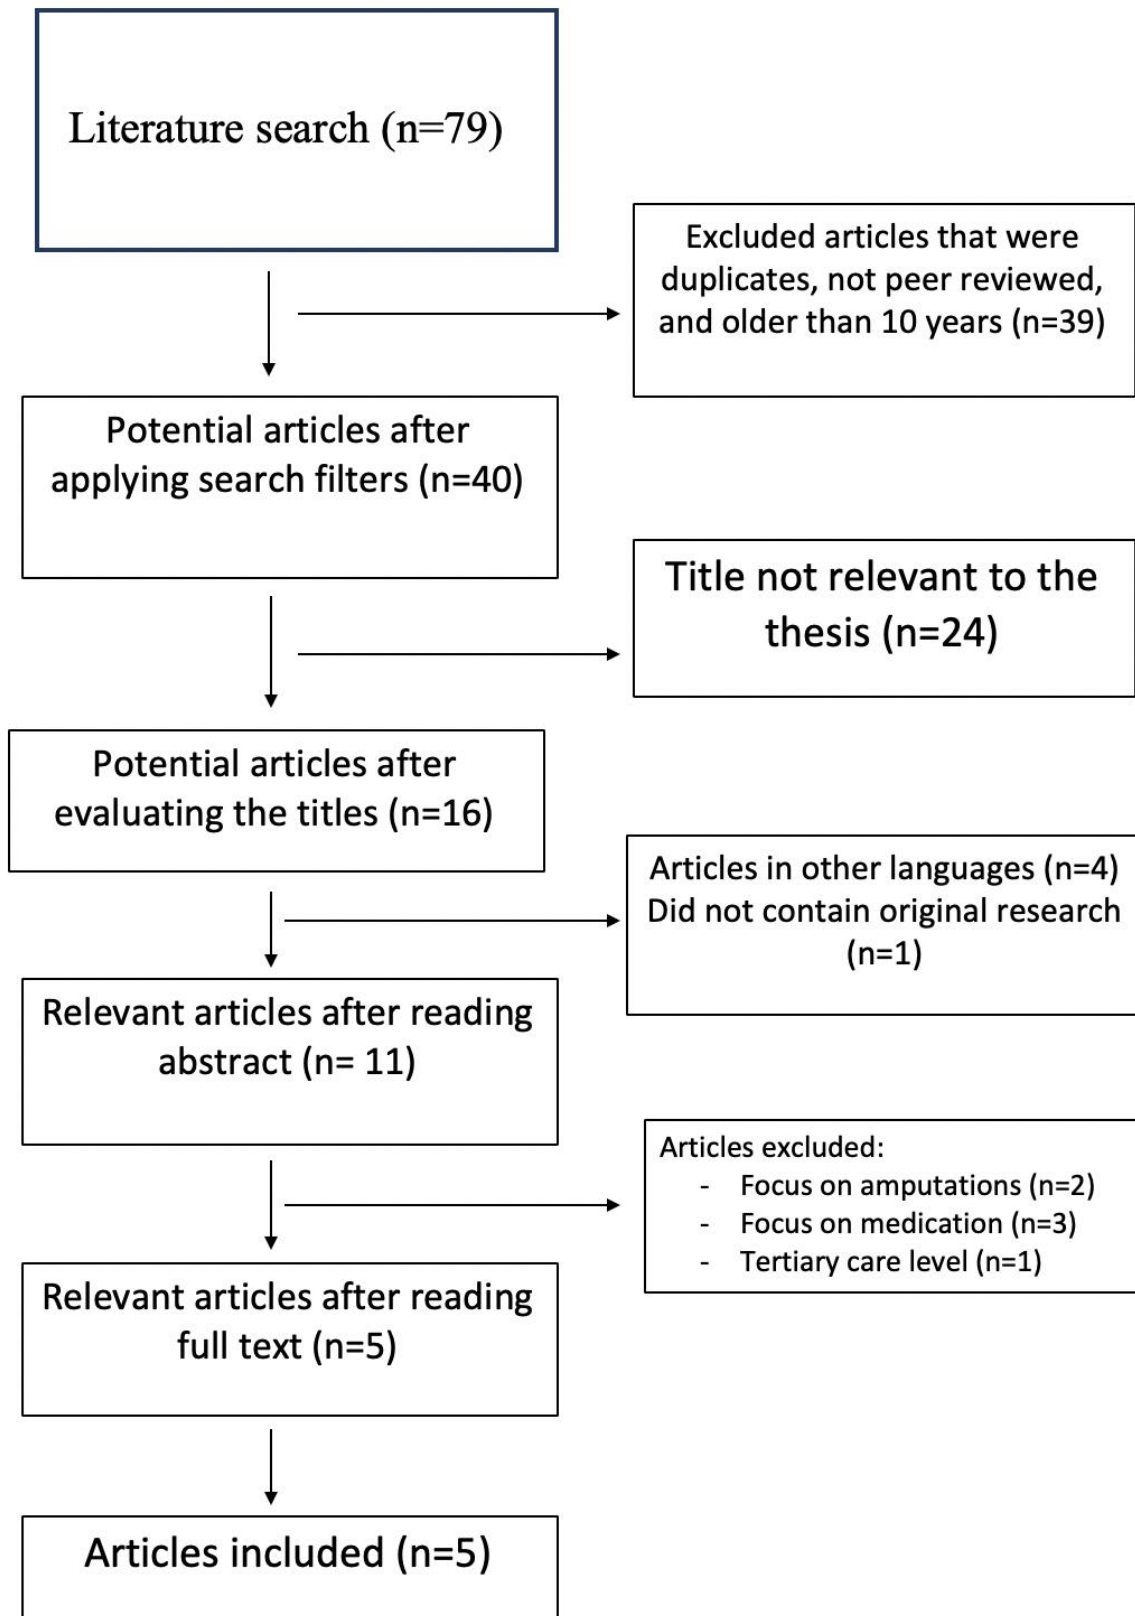 Literature search (n=79)
Excluded articles that were
duplicates, not peer reviewed,
and older than 10 years (n=39)
Potential articles after
applying search filters (n=40)
Title not relevant to the
thesis (n=24)
Potential articles after
evaluating the titles (n=16)
Articles in other languages (n=4)
Did not contain original research
(n=1)
Relevant articles after reading
abstract (n= 11)
Articles excluded:
- Focus on amputations (n=2)
- Focus on medication (n=3)
- Tertiary care level (n=1)
Relevant articles after reading
full text (n=5)
Articles included (n=5)